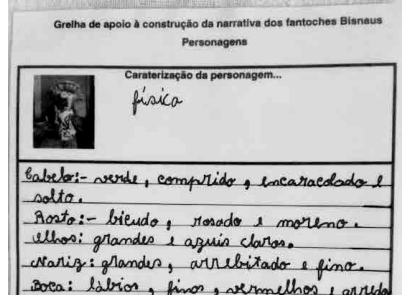 Grelha de apoio à construção da narrativa dos fantoches Bisnaus
Personagens
Caraterização da personagem...
física
Cabelo:- verde, comprido, encaracolado e
solto.
Rosto:- bicudo, rosado e moreno.
olhos: grandes e azuis claros.
Nariz: grandes, arrebitado e fino.
Boca: lábios, finos, vermelhos e